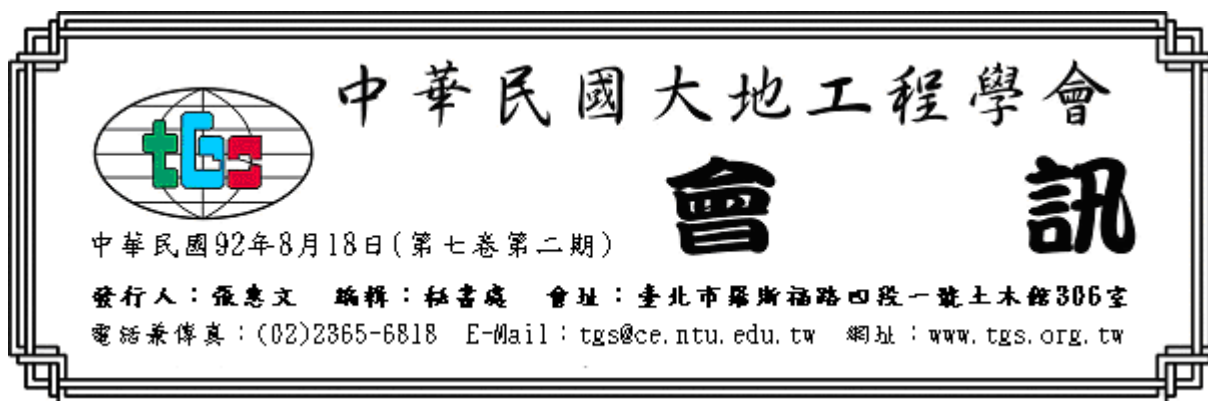 中華民國大地工程學會
tGs
會訊
中華民國92年8月18日(第七卷第二期)
發行人：張惠文 編輯：秘書處 會址：臺北市羅斯福路四段一號土木館306室
電話兼傳真：(02)2365-6818 E-Mail：tgs@ce.ntu.edu.tw 網址：www.tgs.org.tw